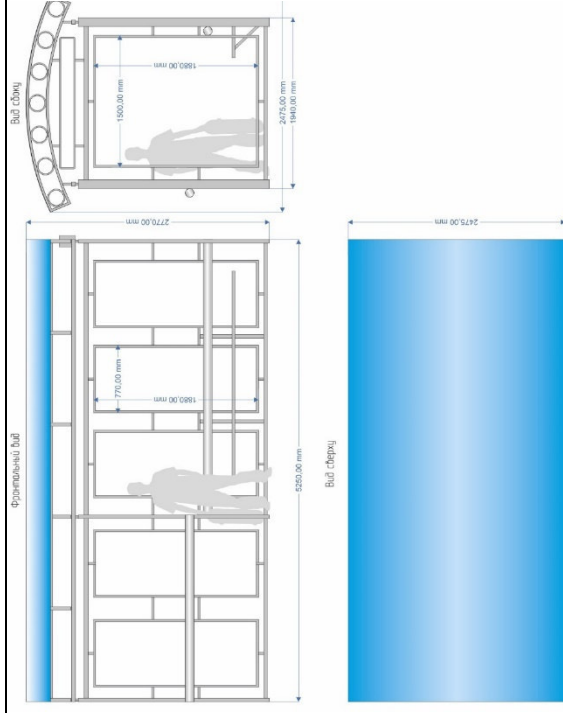 Вид сбоку
1500,00 mm
1880,00 mm
2475,00 mm
1940,00 mm
Фронтальный вид
2770,00 mm
770,00 mm
1880,00 mm
5250,00 mm
Вид сверху
2475,00 mm